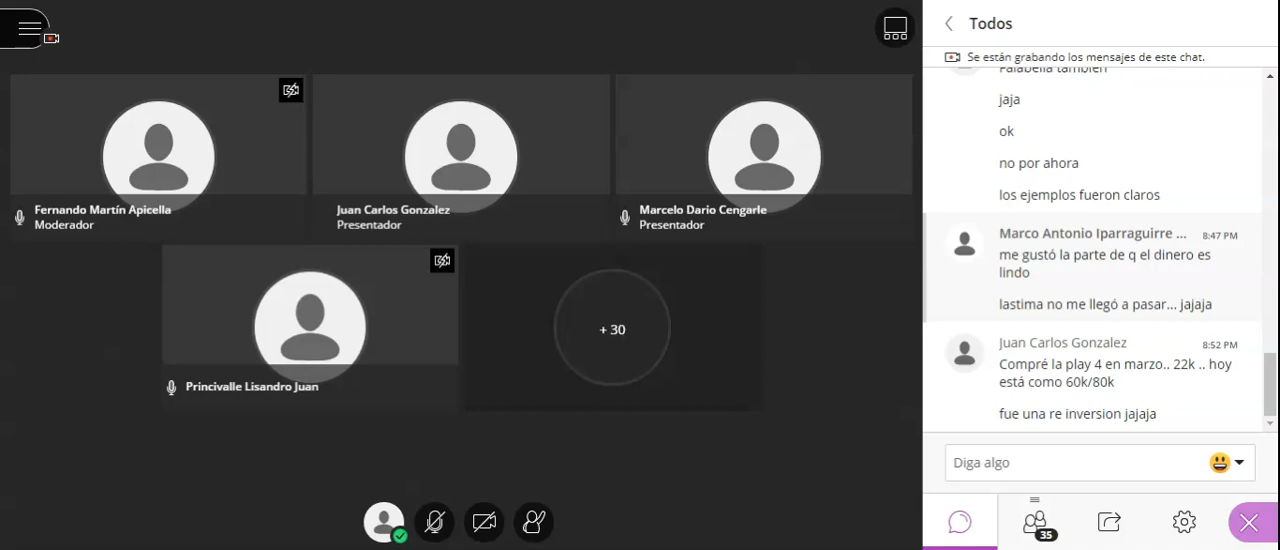 Todos
Se están grabando los mensajes de este chat.
Falabella también
jaja
ok
no por ahora
los ejemplos fueron claros
Marco Antonio Iparraguirre ... 8:47 PM
me gustó la parte de q el dinero es
lindo
lastima no me llegó a pasar... jajaja
Juan Carlos Gonzalez 8:52 PM
Compré la play 4 en marzo.. 22k .. hoy
está como 60k/80k
fue una re inversion jajaja
Diga algo
35
Fernando Martín Apicella
Moderador
Juan Carlos Gonzalez
Presentador
Marcelo Dario Cengarle
Presentador
Princivalle Lisandro Juan
+ 30